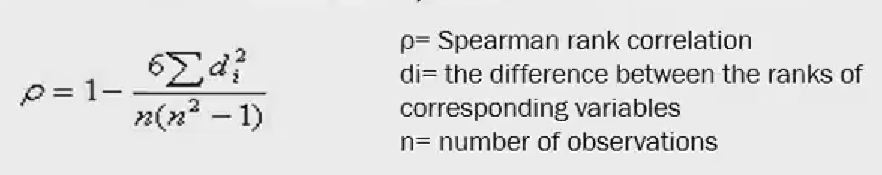 ρ = 1 − 6∑dᵢ² / n(n² − 1)
ρ= Spearman rank correlation
di= the difference between the ranks of
corresponding variables
n= number of observations